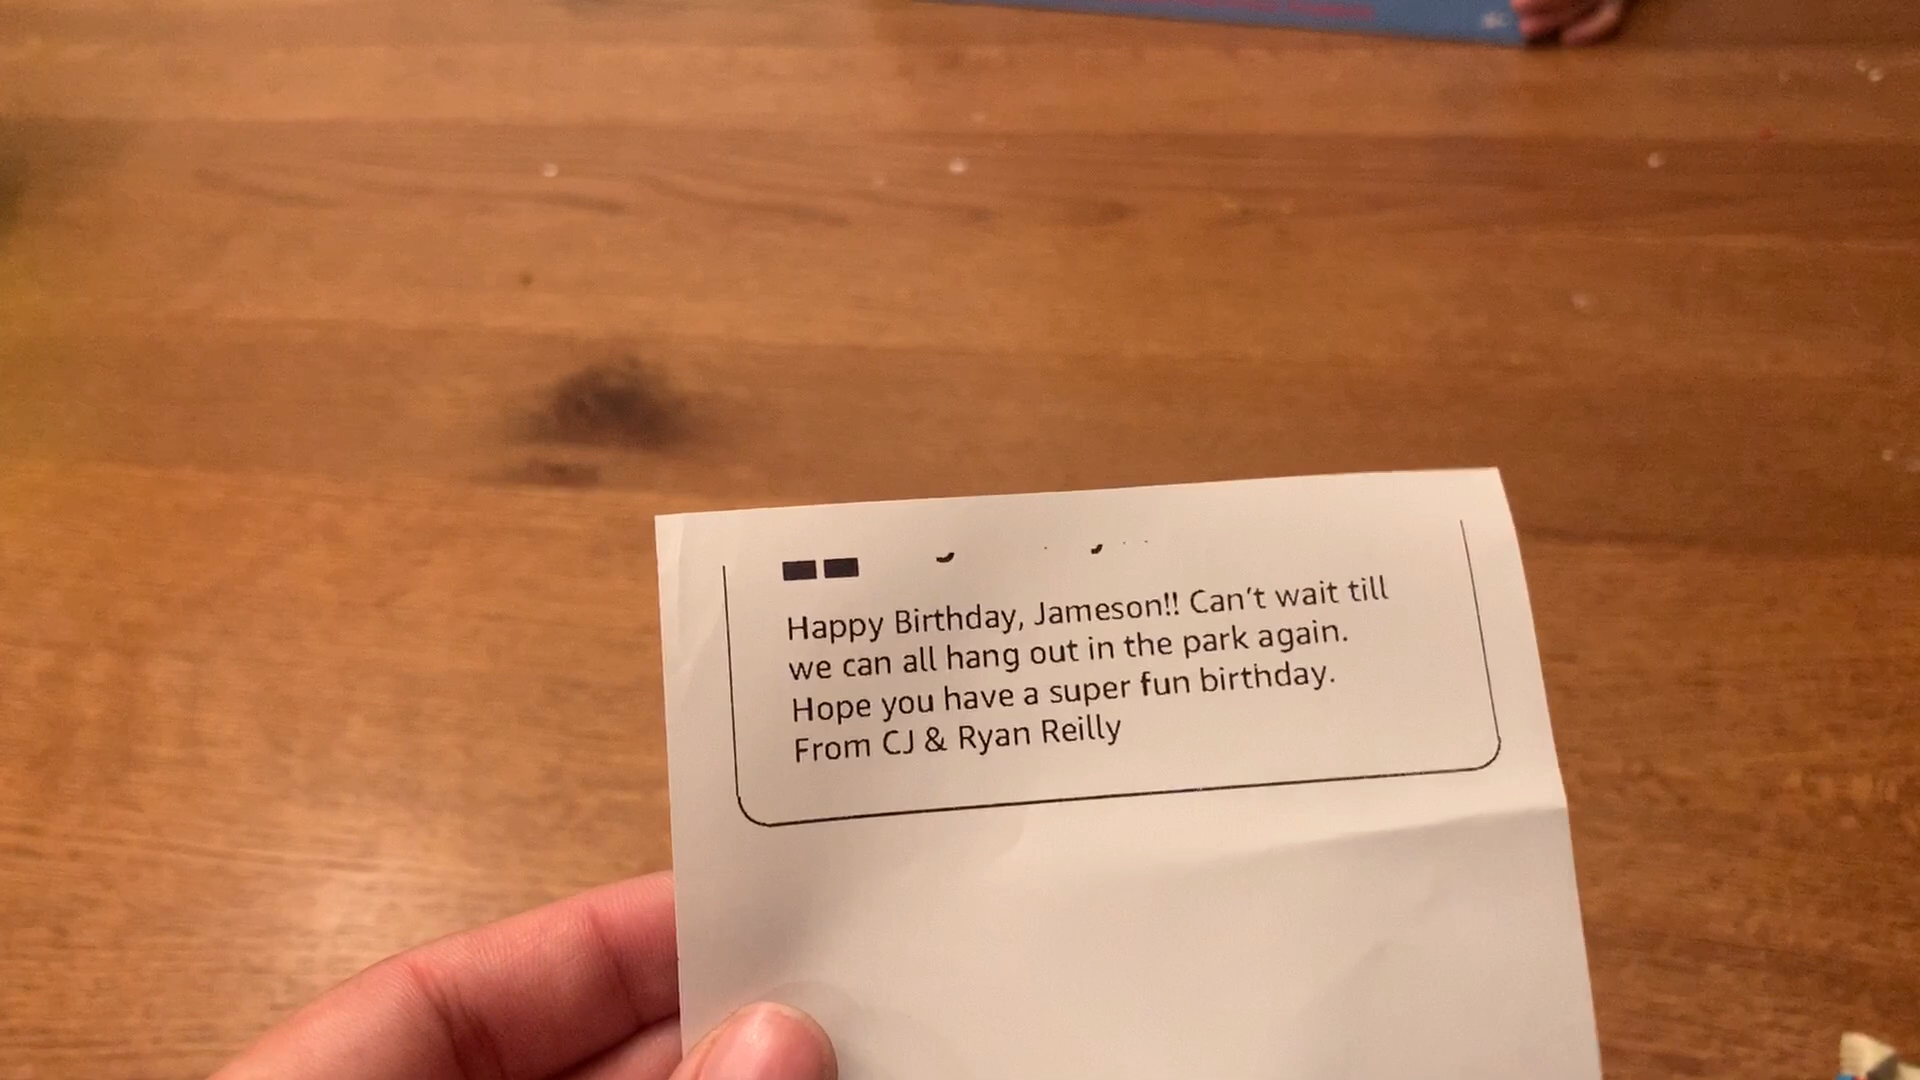 Happy Birthday, Jameson!! Can't wait till
we can all hang out in the park again.
Hope you have a super fun birthday.
From CJ & Ryan Reilly